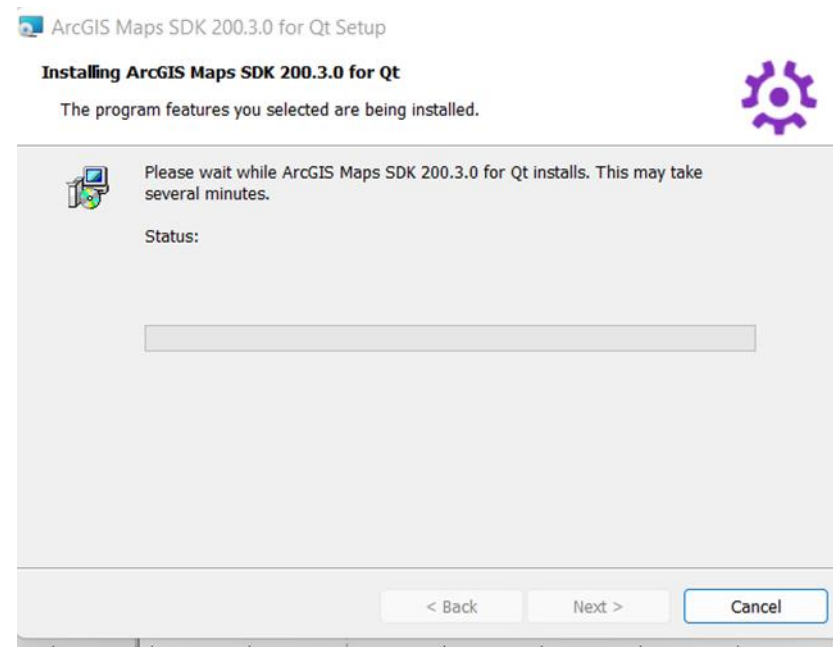 ArcGIS Maps SDK 200.3.0 for Qt Setup
Installing ArcGIS Maps SDK 200.3.0 for Qt
The program features you selected are being installed.
Please wait while ArcGIS Maps SDK 200.3.0 for Qt installs. This may take
several minutes.
Status:
< Back Next > Cancel